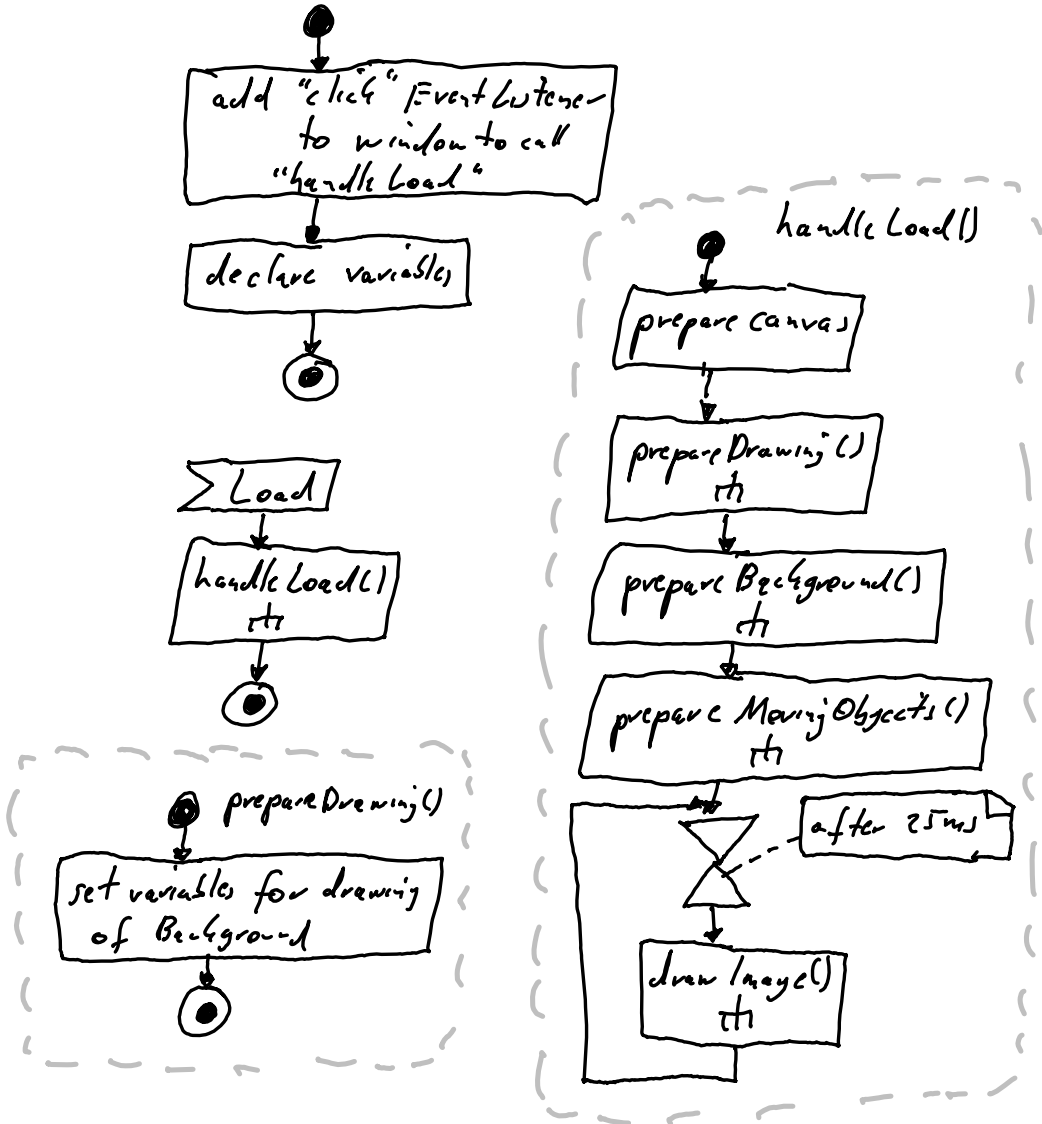 add "click" EventListener
to window to call
"handleLoad"
declare variables
Load
handleLoad()
prepareDrawing()
set variables for drawing
of Background
handleLoad()
prepare canvas
prepareDrawing()
prepareBackground()
prepareMovingObjects()
after 25ms
drawImage()